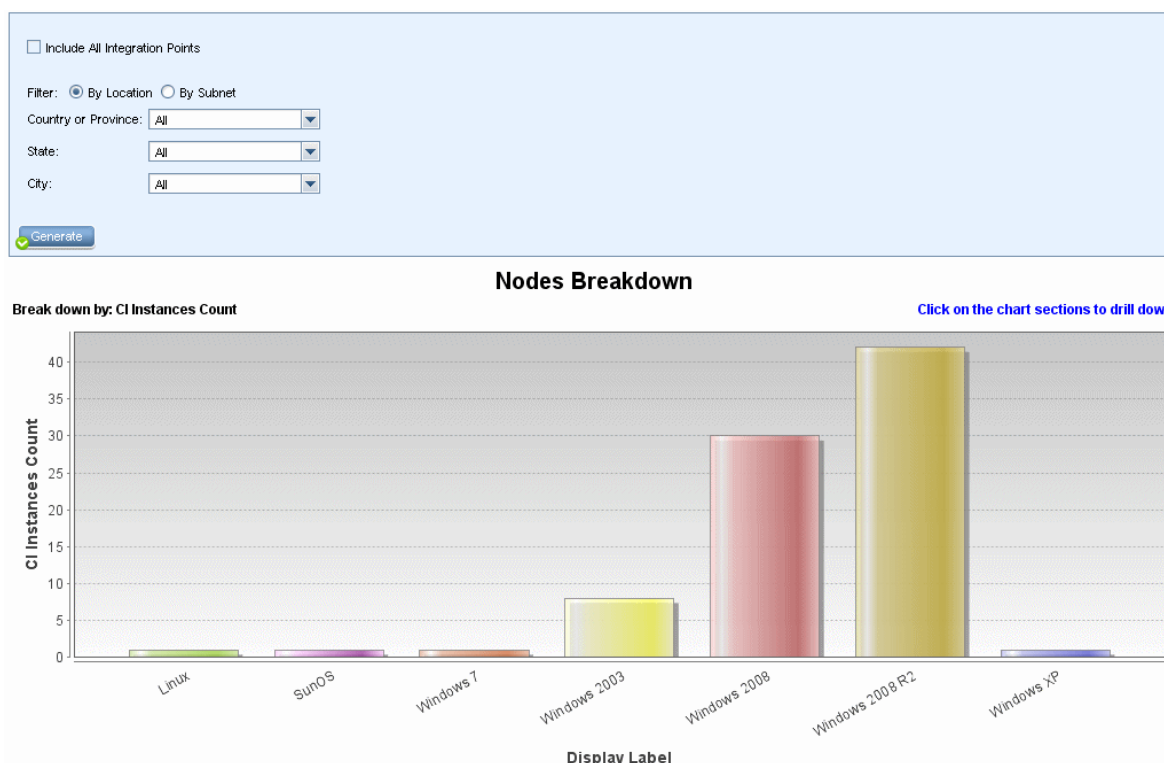 Include All Integration Points
Filter: By Location By Subnet
Country or Province: All
State: All
City: All
Generate
Nodes Breakdown
Break down by: CI Instances Count
Click on the chart sections to drill dow
CI Instances Count
40
35
30
25
20
15
10
5
0
Linux
SunOS
Windows 7
Windows 2003
Windows 2008
Windows 2008 R2
Windows XP
Display Label